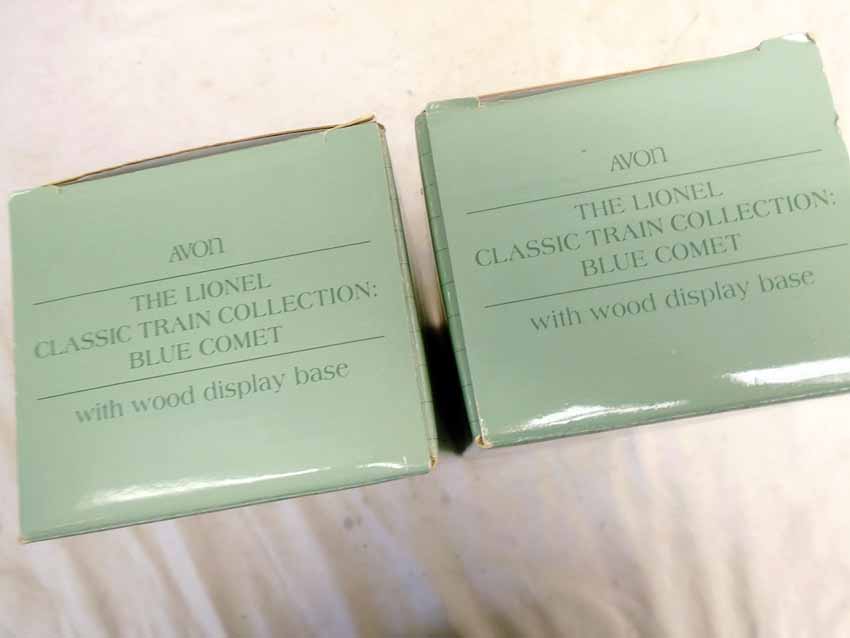 AVON
THE LIONEL
CLASSIC TRAIN COLLECTION:
BLUE COMET
with wood display base
AVON
THE LIONEL
CLASSIC TRAIN COLLECTION:
BLUE COMET
with wood display base